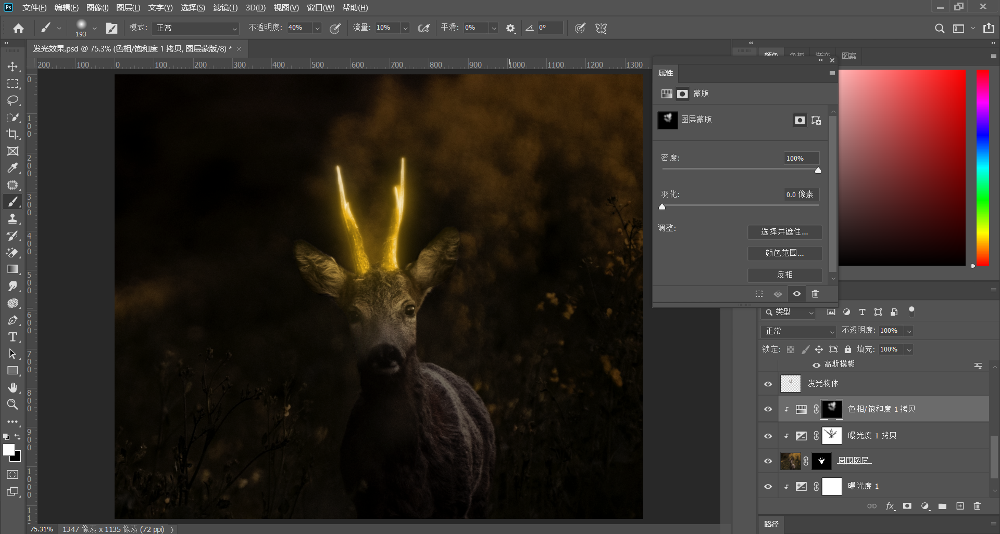 Ps 文件(F) 编辑(E) 图像(I) 图层(L) 文字(Y) 选择(S) 滤镜(T) 3D(D) 视图(V) 窗口(W) 帮助(H)
193 模式: 正常 不透明度: 40% 流量: 10% 平滑: 0% 0°
发光效果.psd @ 75.3% (色相/饱和度 1 拷贝, 图层蒙版/8) *
颜色 色板 渐变 图案
200 100 0 100 200 300 400 500 600 700 800 900 1000 1100 1200 1300
0
100
200
300
400
500
600
700
800
900
1000
11
属性
蒙版
图层蒙版
密度: 100%
羽化: 0.0 像素
调整: 选择并遮住...
颜色范围...
反相
类型
正常 不透明度: 100%
锁定: 填充: 100%
高斯模糊
发光物体
色相/饱和度 1 拷贝
曝光度 1 拷贝
周围图层
曝光度 1
fx
路径
75.31% 1347 像素 x 1135 像素 (72 ppi)